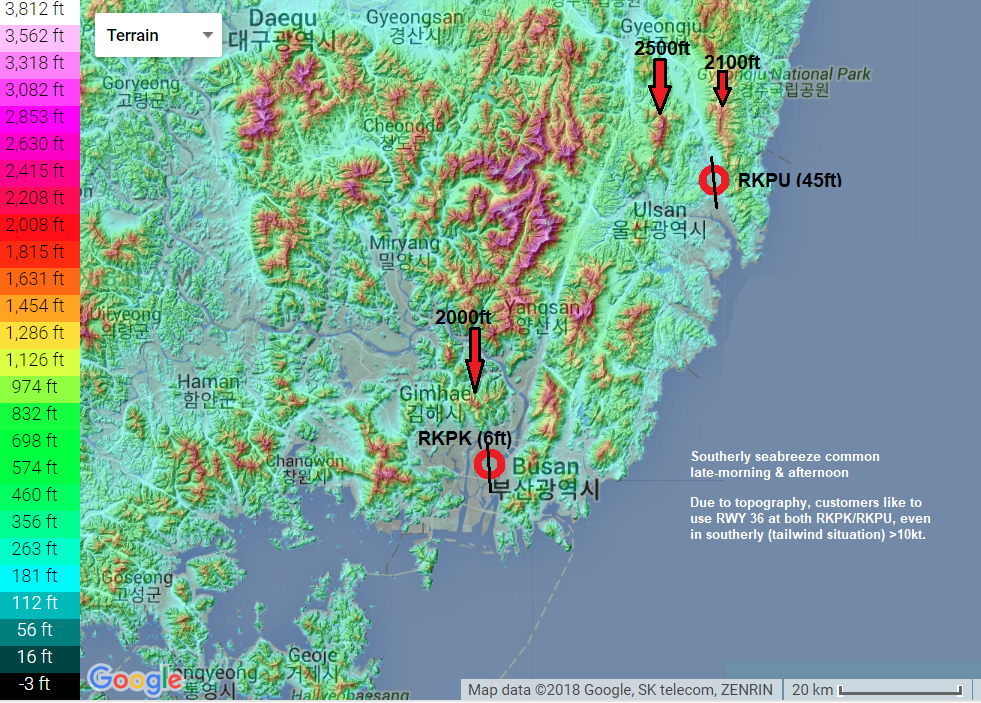 3,812 ft
3,562 ft
3,318 ft
3,082 ft
2,853 ft
2,630 ft
2,415 ft
2,208 ft
2,008 ft
1,815 ft
1,631 ft
1,454 ft
1,286 ft
1,126 ft
974 ft
832 ft
698 ft
574 ft
460 ft
356 ft
263 ft
181 ft
112 ft
56 ft
16 ft
-3 ft
Terrain
Daegu
대구광역시
Gyeongsan
경산시
Gyeongju
2500ft
2100ft
Gyeongju National Park
경주국립공원
Goryeong
고령군
Cheongdo
청도군
RKPU (45ft)
Ulsan
울산광역시
Miryang
밀양시
2000ft
Yangsan
양산시
Uiryeong
의령군
Haman
함안군
Gimhae
김해시
RKPK (6ft)
Busan
부산광역시
Changwon
창원시
Southerly seabreeze common
late-morning & afternoon
Due to topography, customers like to
use RWY 36 at both RKPK/RKPU, even
in southerly (tailwind situation) >10kt.
Goseong
고성군
Geoje
거제시
Google
ongyeong
통영시
Hallyeohaesang
Map data ©2018 Google, SK telecom, ZENRIN
20 km